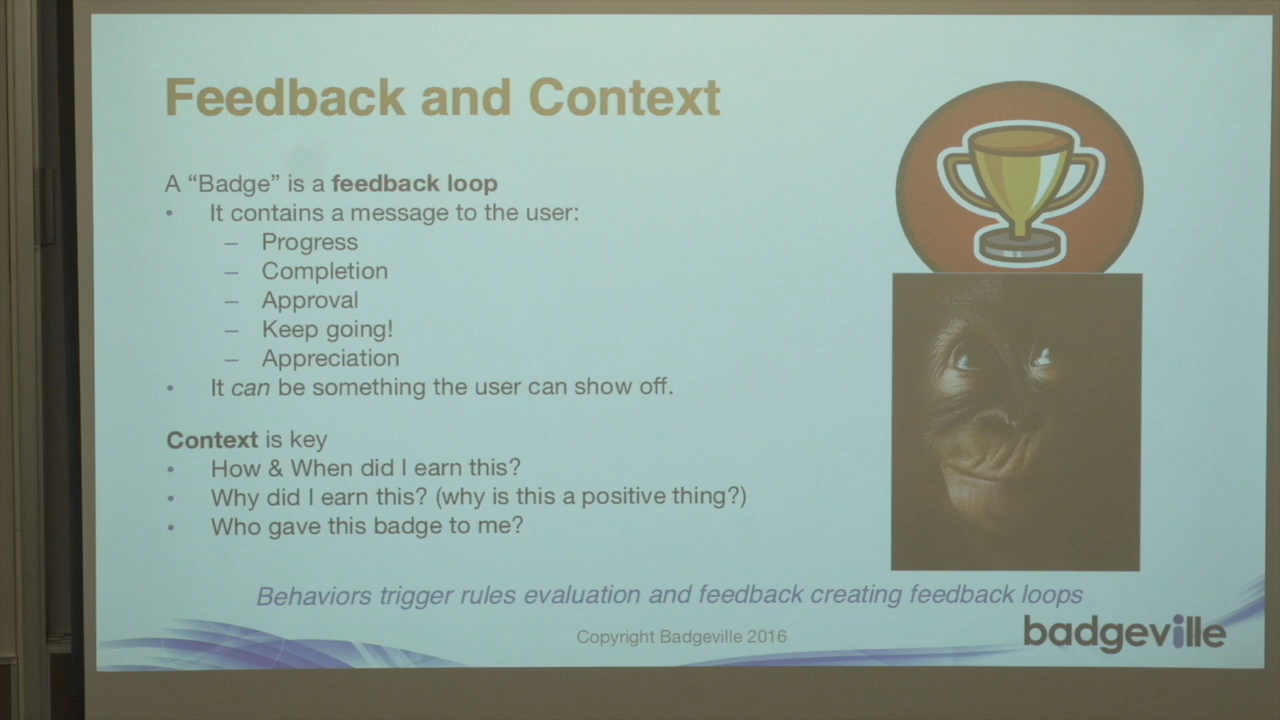 Feedback and Context
A “Badge” is a feedback loop
• It contains a message to the user:
– Progress
– Completion
– Approval
– Keep going!
– Appreciation
• It can be something the user can show off.
Context is key
• How & When did I earn this?
• Why did I earn this? (why is this a positive thing?)
• Who gave this badge to me?
Behaviors trigger rules evaluation and feedback creating feedback loops
Copyright Badgeville 2016
badgeville